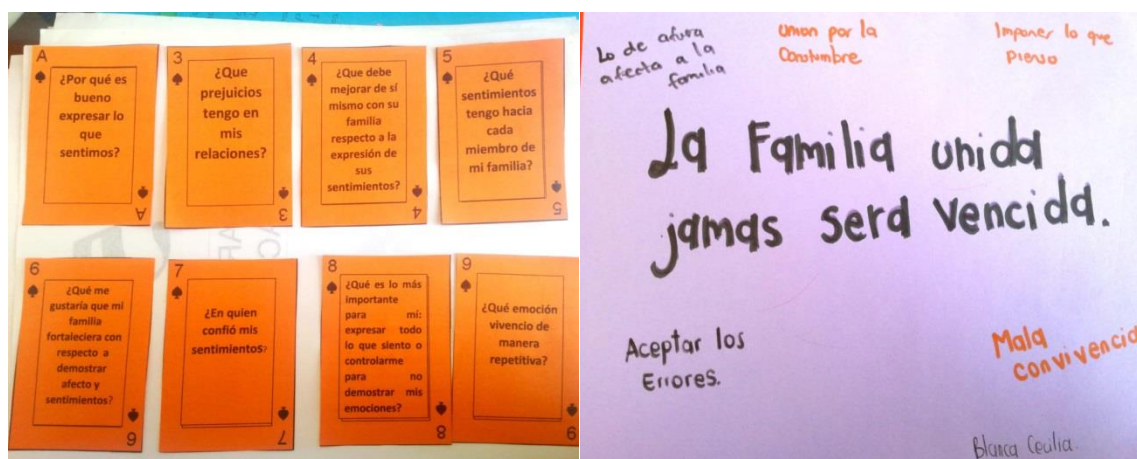 A
¿Por qué es
bueno
expresar lo
que
sentimos?
A
3
¿Que
prejuicios
tengo en
mis
relaciones?
3
4
¿Que debe
mejorar de sí
mismo con su
familia
respecto a la
expresión de
sus
sentimientos?
4
5
¿Qué
sentimientos
tengo hacia
cada
miembro de
mi familia?
5
6
¿Qué me
gustaría que mi
familia
fortaleciera con
respecto a
demostrar
afecto y
sentimientos?
6
7
¿En quien
confió mis
sentimientos?
7
8
¿Qué es lo más
importante
para mí:
expresar todo
lo que siento o
controlarme
para no
demostrar mis
emociones?
8
9
¿Qué emoción
vivencio de
manera
repetitiva?
9
Lo de afuera
afecta a la
familia
Union por la
Constumbre
Imponer lo que
pienso
La Familia unida
jamas sera vencida.
Aceptar los
Errores.
Mala
convivencia
Blanca Cecilia.